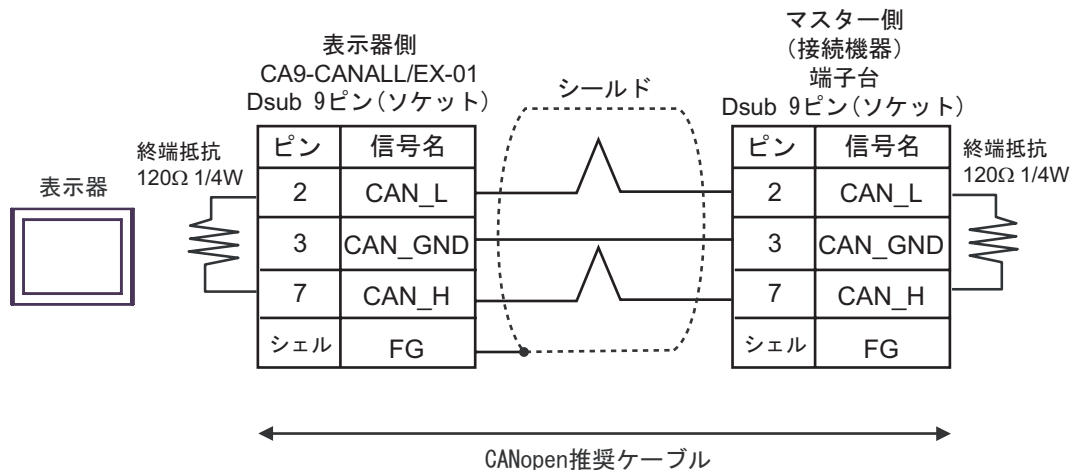 表示器側
CA9-CANALL/EX-01
Dsub 9ピン(ソケット)
シールド
マスター側
(接続機器)
端子台
Dsub 9ピン(ソケット)
表示器
終端抵抗
120Ω 1/4W
ピン 信号名
2 CAN_L
3 CAN_GND
7 CAN_H
シェル FG
ピン 信号名
2 CAN_L
3 CAN_GND
7 CAN_H
シェル FG
終端抵抗
120Ω 1/4W
CANopen推奨ケーブル